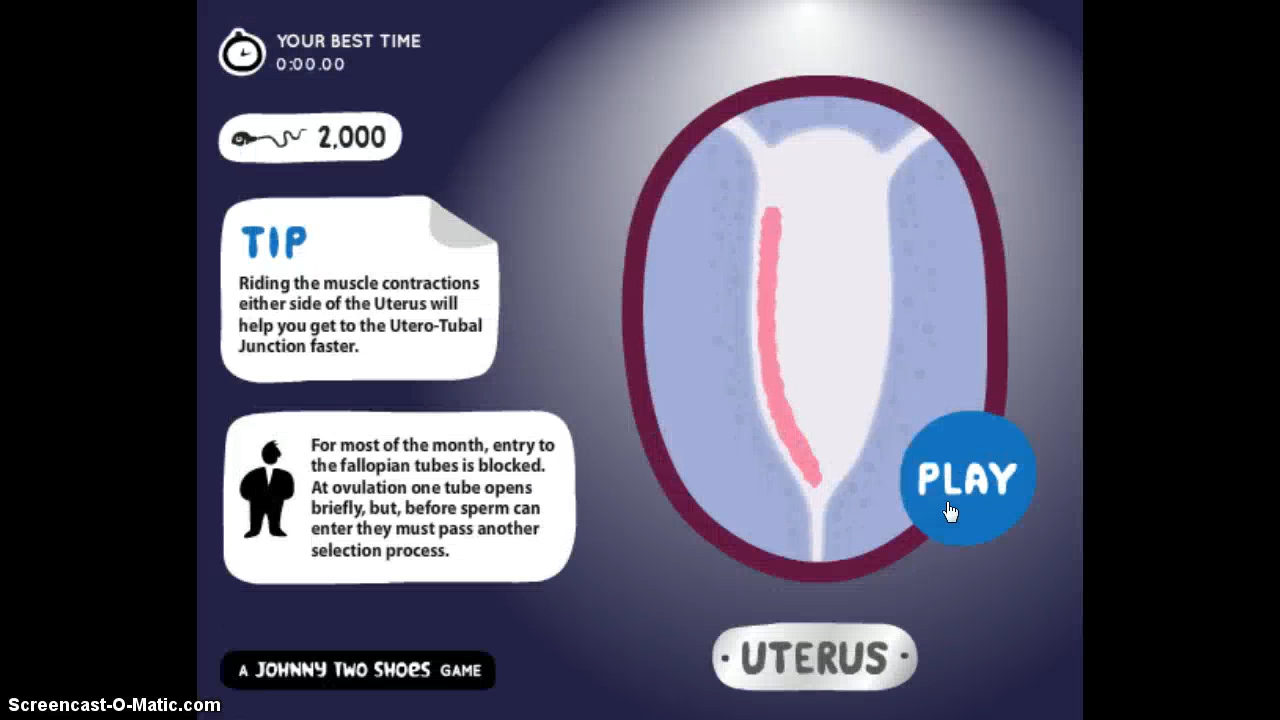 YOUR BEST TIME
0:00.00
2,000
TIP
Riding the muscle contractions
either side of the Uterus will
help you get to the Utero-Tubal
Junction faster.
For most of the month, entry to
the fallopian tubes is blocked.
At ovulation one tube opens
briefly, but, before sperm can
enter they must pass another
selection process.
PLAY
· UTERUS ·
A JOHNNY TWO SHOES GAME
Screencast-O-Matic.com